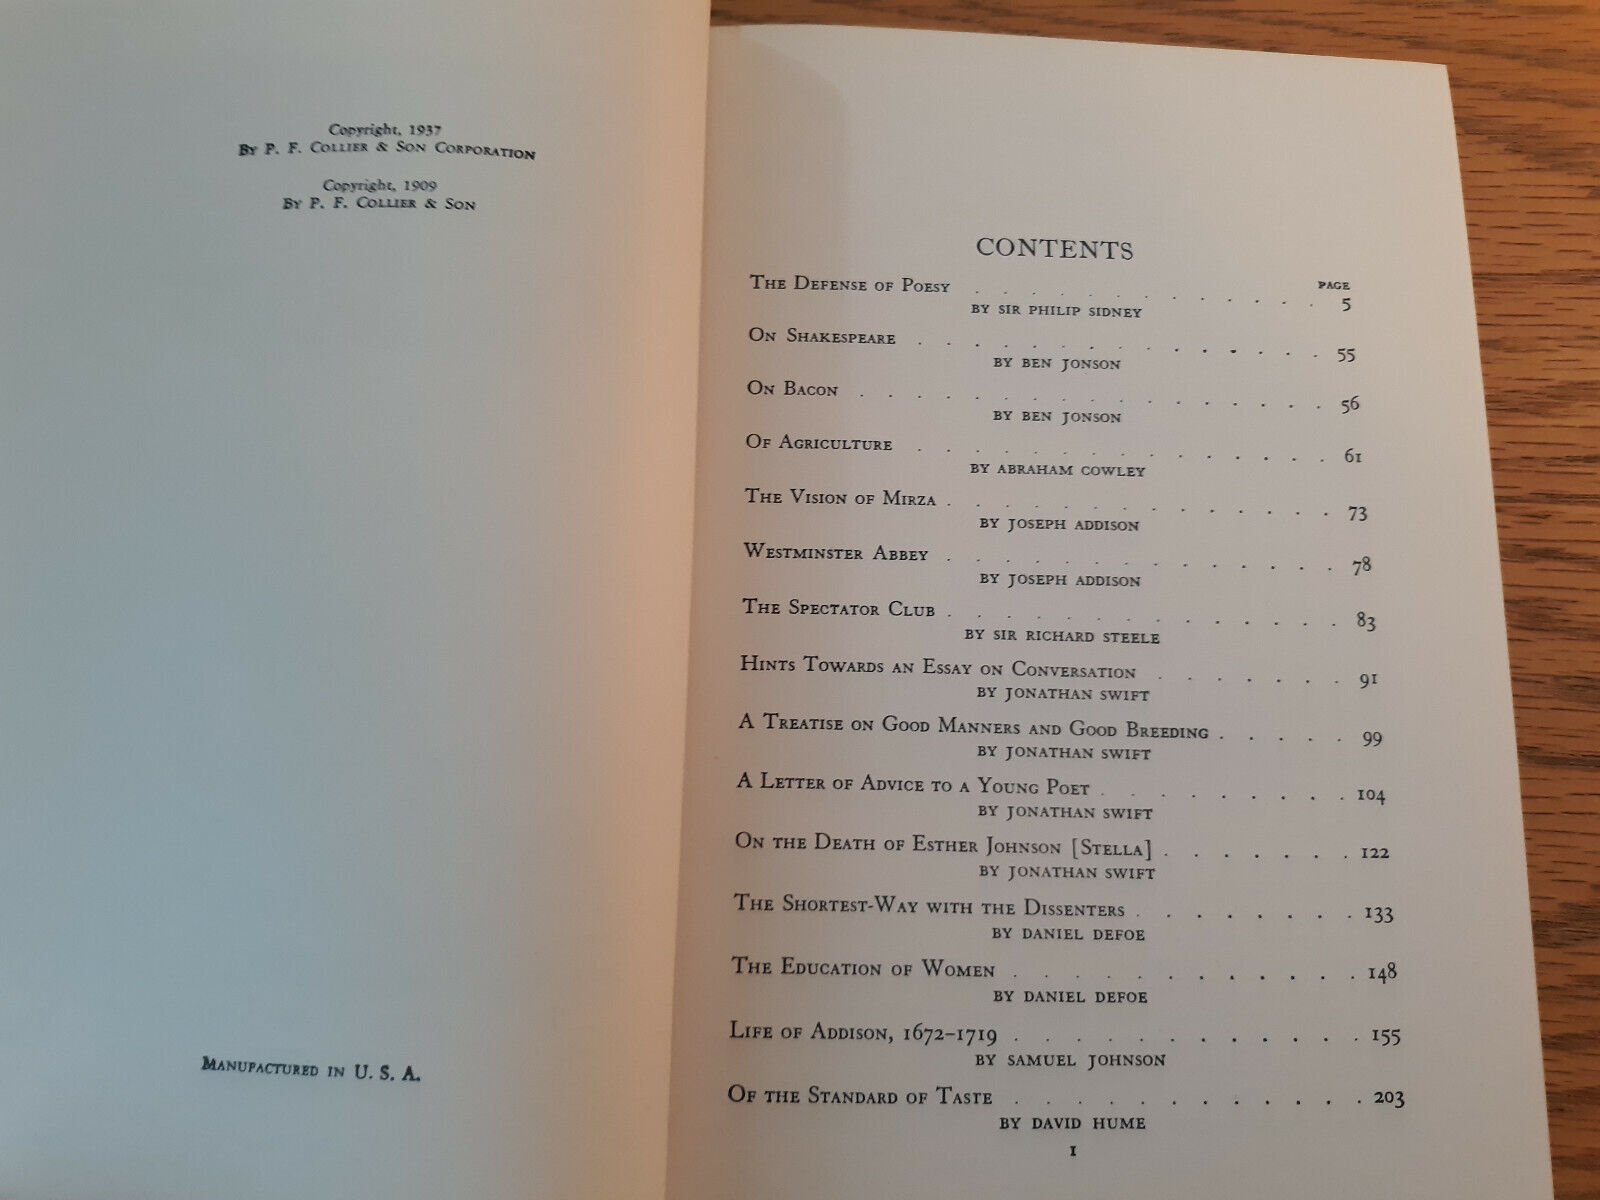 Copyright, 1937
By P. F. Collier & Son Corporation
Copyright, 1909
By P. F. Collier & Son
Manufactured in U. S. A.
CONTENTS
PAGE
The Defense of Poesy . . . . . . . . . . . . . 5
BY SIR PHILIP SIDNEY
On Shakespeare . . . . . . . . . . . . . . . 55
BY BEN JONSON
On Bacon . . . . . . . . . . . . . . . . . 56
BY BEN JONSON
Of Agriculture . . . . . . . . . . . . . . . 61
BY ABRAHAM COWLEY
The Vision of Mirza . . . . . . . . . . . . . . 73
BY JOSEPH ADDISON
Westminster Abbey . . . . . . . . . . . . . . 78
BY JOSEPH ADDISON
The Spectator Club . . . . . . . . . . . . . . 83
BY SIR RICHARD STEELE
Hints Towards an Essay on Conversation . . . . . . . 91
BY JONATHAN SWIFT
A Treatise on Good Manners and Good Breeding . . . . . 99
BY JONATHAN SWIFT
A Letter of Advice to a Young Poet . . . . . . . . . 104
BY JONATHAN SWIFT
On the Death of Esther Johnson [Stella] . . . . . . . 122
BY JONATHAN SWIFT
The Shortest-Way with the Dissenters . . . . . . . . 133
BY DANIEL DEFOE
The Education of Women . . . . . . . . . . . . 148
BY DANIEL DEFOE
Life of Addison, 1672–1719 . . . . . . . . . . . . 155
BY SAMUEL JOHNSON
Of the Standard of Taste . . . . . . . . . . . . 203
BY DAVID HUME
1